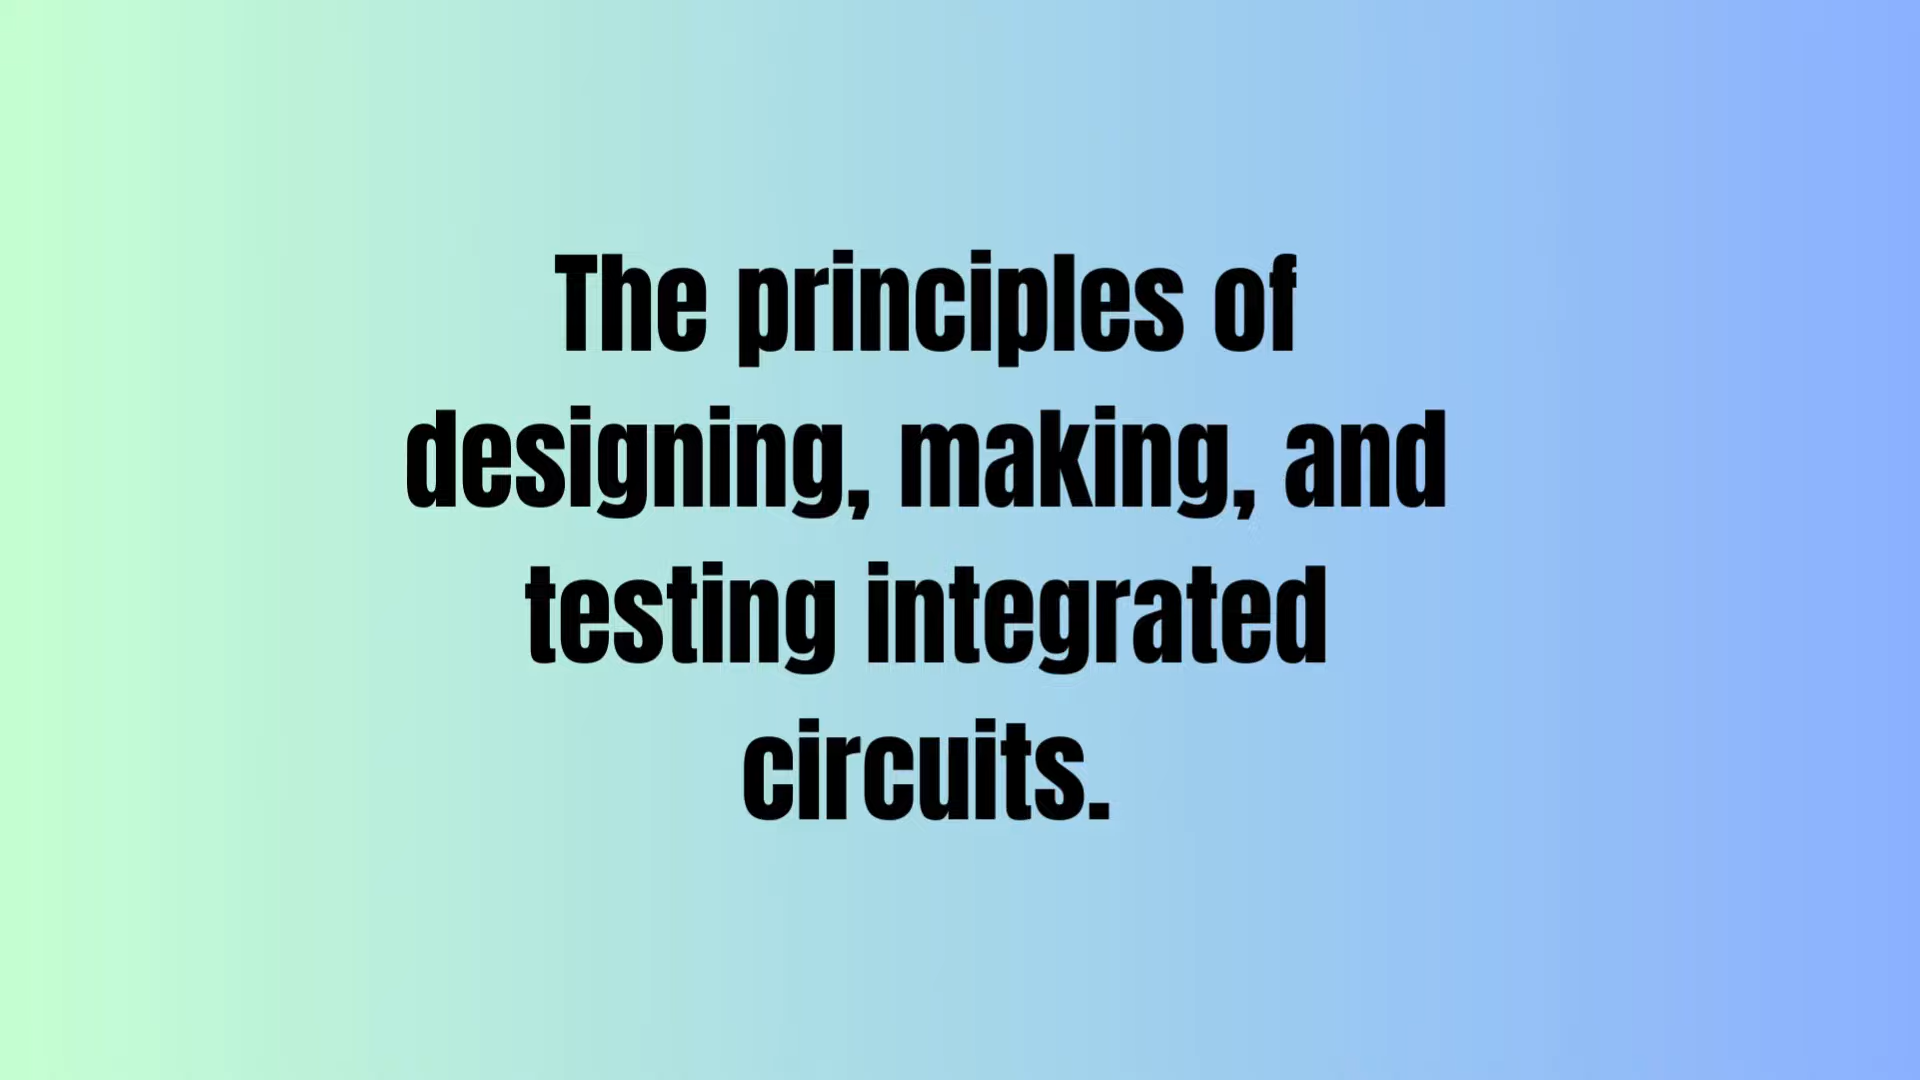 The principles of
designing, making, and
testing integrated
circuits.